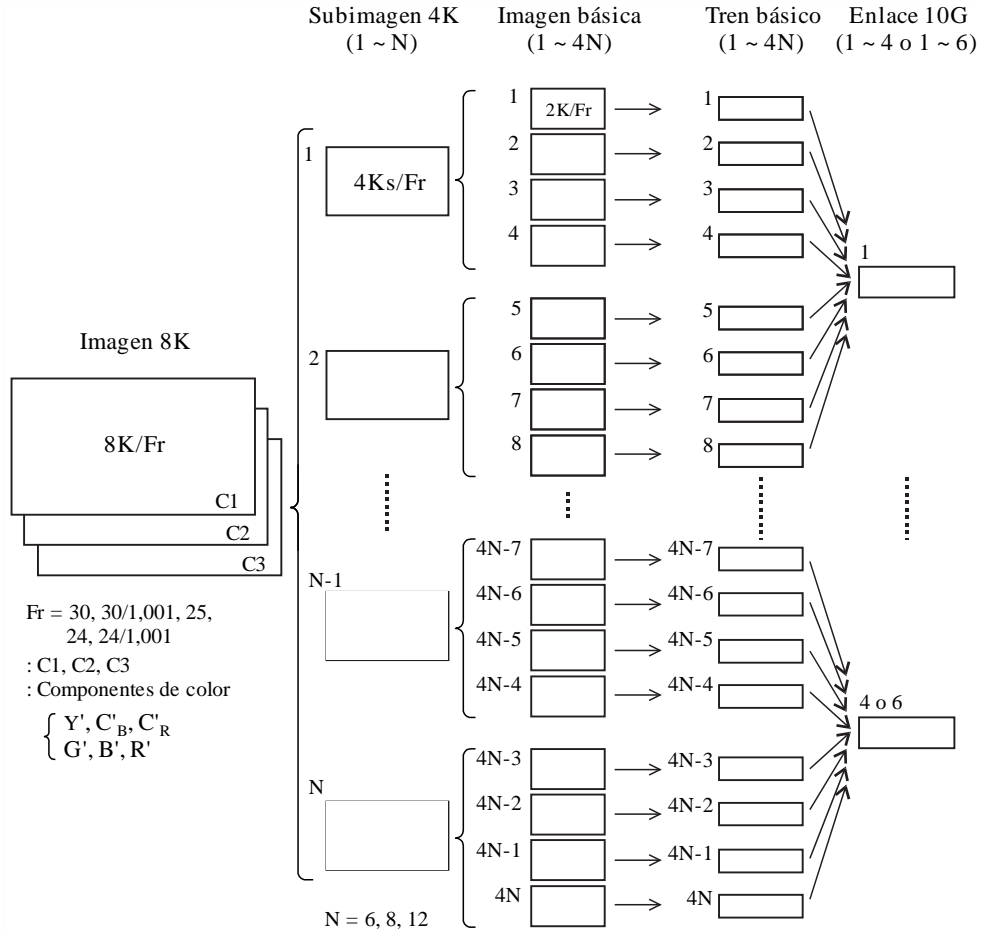 Subimagen 4K
(1 ~ N)
Imagen básica
(1 ~ 4N)
Tren básico
(1 ~ 4N)
Enlace 10G
(1 ~ 4 o 1 ~ 6)
1
4Ks/Fr
2
N-1
N
N = 6, 8, 12
1
2K/Fr
2
3
4
5
6
7
8
4N-7
4N-6
4N-5
4N-4
4N-3
4N-2
4N-1
4N
1
2
3
4
5
6
7
8
4N-7
4N-6
4N-5
4N-4
4N-3
4N-2
4N-1
4N
1
4 o 6
Imagen 8K
8K/Fr
C1
C2
C3
Fr = 30, 30/1,001, 25,
24, 24/1,001
: C1, C2, C3
: Componentes de color
Y', C'B, C'R
G', B', R'